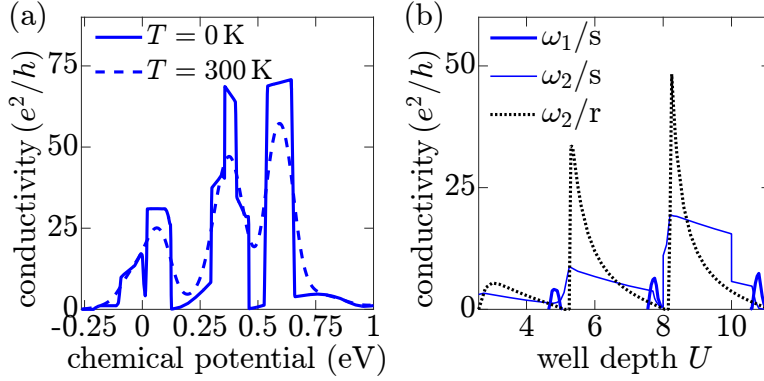 (a)
conductivity (e²/h)
75
50
25
0
T = 0 K
T = 300 K
-0.25 0 0.25 0.50 0.75 1
chemical potential (eV)
(b)
conductivity (e²/h)
50
25
0
ω₁/s
ω₂/s
ω₂/r
4 6 8 10
well depth U